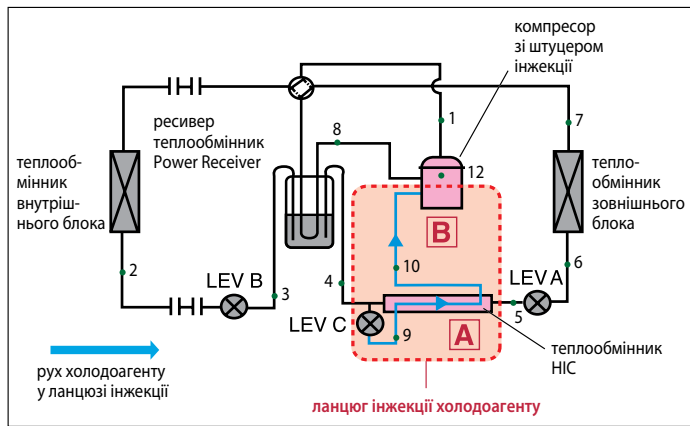 компресор
зі штуцером
інжекції
ресивер
теплообмінник
Power Receiver
1
7
8
12
теплооб-
мінник
внутріш-
нього блока
тепло-
обмінник
зовнішнього
блока
B
2
LEV B
3
4
10
LEV A
6
LEV C
9
A
5
рух холодоагенту
у ланцюзі інжекції
теплообмінник
HIC
ланцюг інжекції холодоагенту